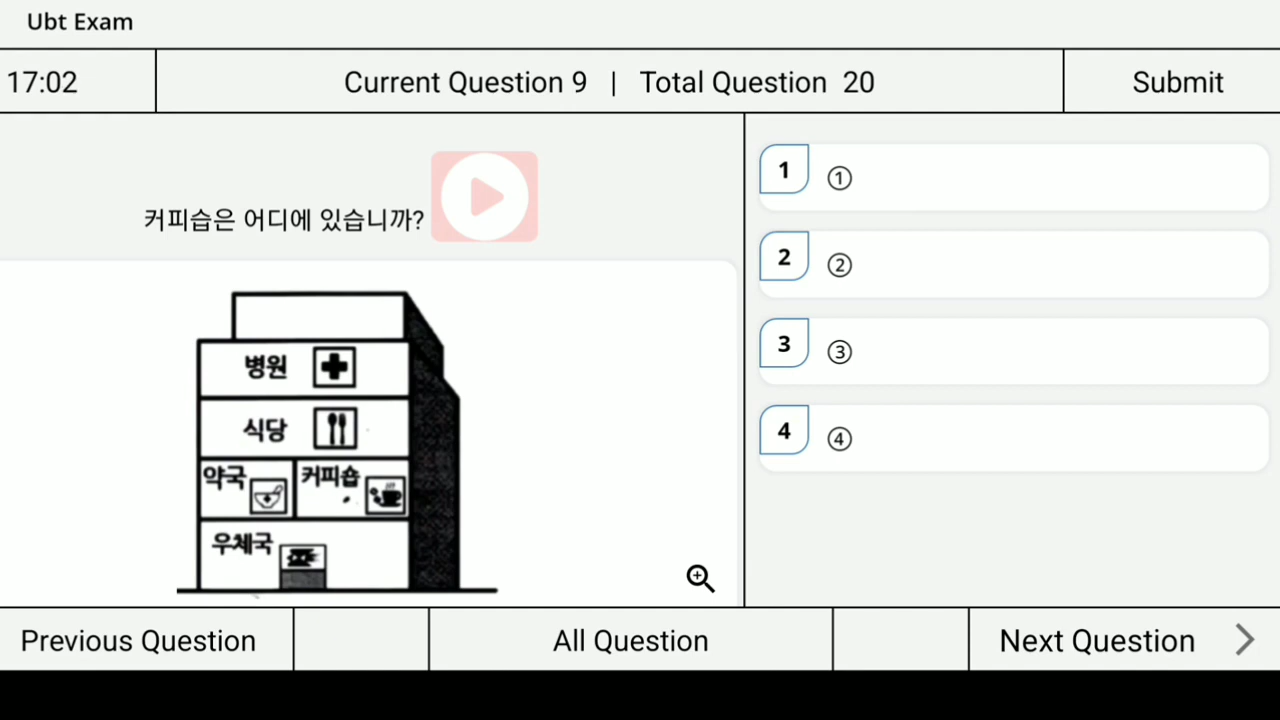 Ubt Exam
17:02
Current Question 9 | Total Question 20
Submit
커피습은 어디에 있습니까?
병원
식당
약국
커피숍
우체국
1 ①
2 ②
3 ③
4 ④
Previous Question
All Question
Next Question